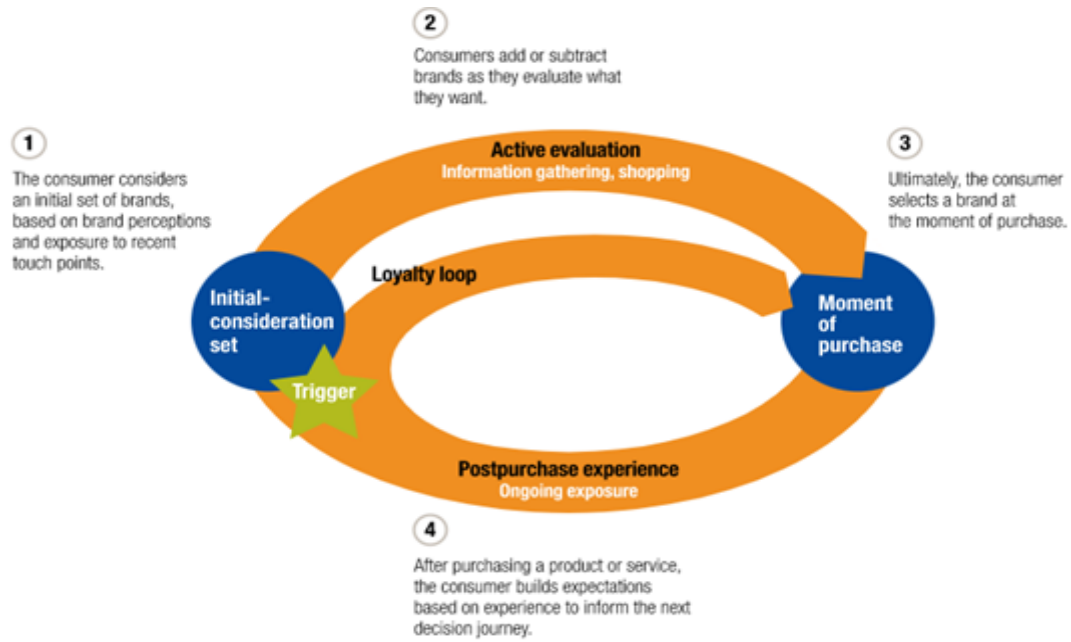 2
Consumers add or subtract
brands as they evaluate what
they want.
1
The consumer considers
an initial set of brands,
based on brand perceptions
and exposure to recent
touch points.
Active evaluation
Information gathering, shopping
3
Ultimately, the consumer
selects a brand at
the moment of purchase.
Loyalty loop
Initial-
consideration
set
Trigger
Moment
of
purchase
Postpurchase experience
Ongoing exposure
4
After purchasing a product or service,
the consumer builds expectations
based on experience to inform the next
decision journey.